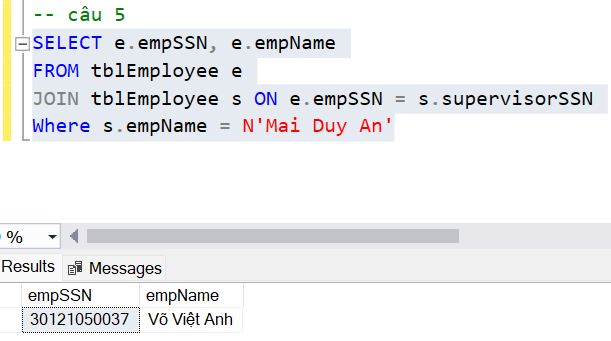 -- câu 5
SELECT e.empSSN, e.empName
FROM tblEmployee e
JOIN tblEmployee s ON e.empSSN = s.supervisorSSN
Where s.empName = N'Mai Duy An'
%
Results Messages
empSSN empName
30121050037 Võ Việt Anh